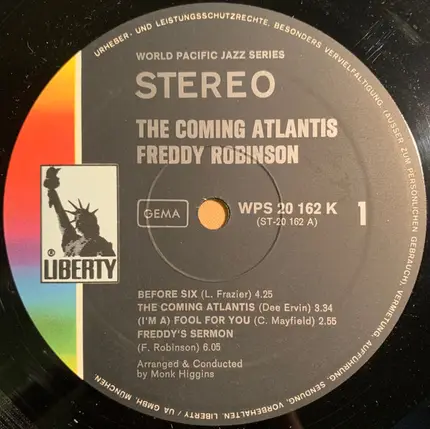 URHEBER- UND LEISTUNGSSCHUTZRECHTE, BESONDERS VERVIELFÄLTIGUNG, (AUSSER ZUM PERSÖNLICHEN GEBRAUCH), VERMIETUNG, AUFFÜHRUNG, SENDUNG, VORBEHALTEN. LIBERTY / UA GMBH, MÜNCHEN.
WORLD PACIFIC JAZZ SERIES
STEREO
THE COMING ATLANTIS
FREDDY ROBINSON
GEMA
WPS 20 162 K 1
(ST-20 162 A)
® LIBERTY
BEFORE SIX (L. Frazier) 4.25
THE COMING ATLANTIS (Dee Ervin) 3.34
(I'M A) FOOL FOR YOU (C. Mayfield) 2.55
FREDDY'S SERMON
(F. Robinson) 6.05
Arranged & Conducted
by Monk Higgins